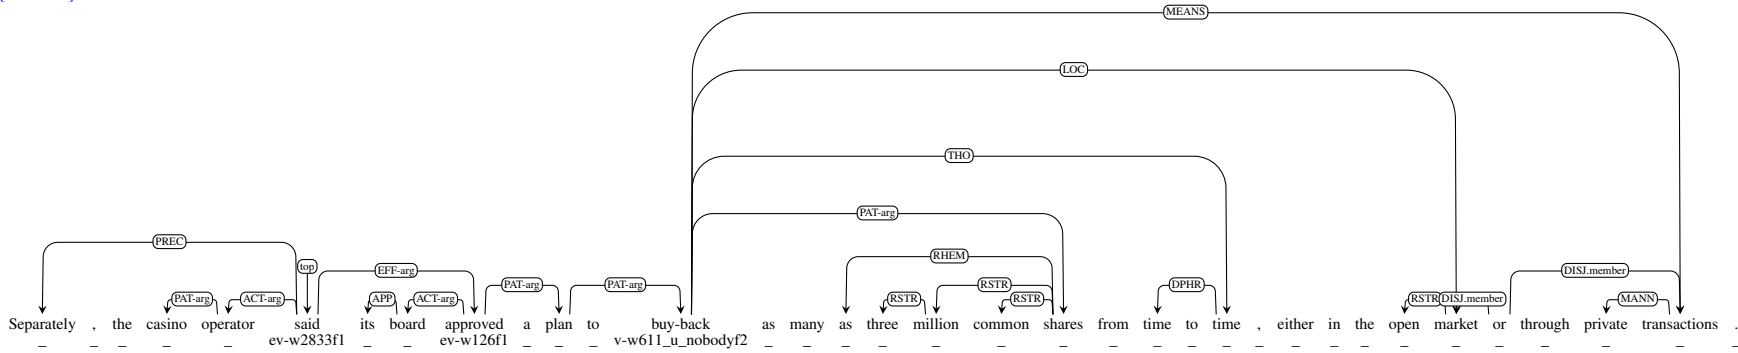 MEANS
LOC
THO
PAT-arg
PREC
RHEM
top
EFF-arg
DISJ.member
PAT-arg PAT-arg RSTR DPHR
PAT-arg ACT-arg APP ACT-arg RSTR RSTR RSTR DISJ.member MANN
Separately , the casino operator said its board approved a plan to buy-back as many as three million common shares from time to time , either in the open market or through private transactions .
_ _ _ _ _ ev-w2833f1 _ _ ev-w126f1 _ _ _ v-w611_u_nobodyf2 _ _ _ _ _ _ _ _ _ _ _ _ _ _ _ _ _ _ _ _ _ _